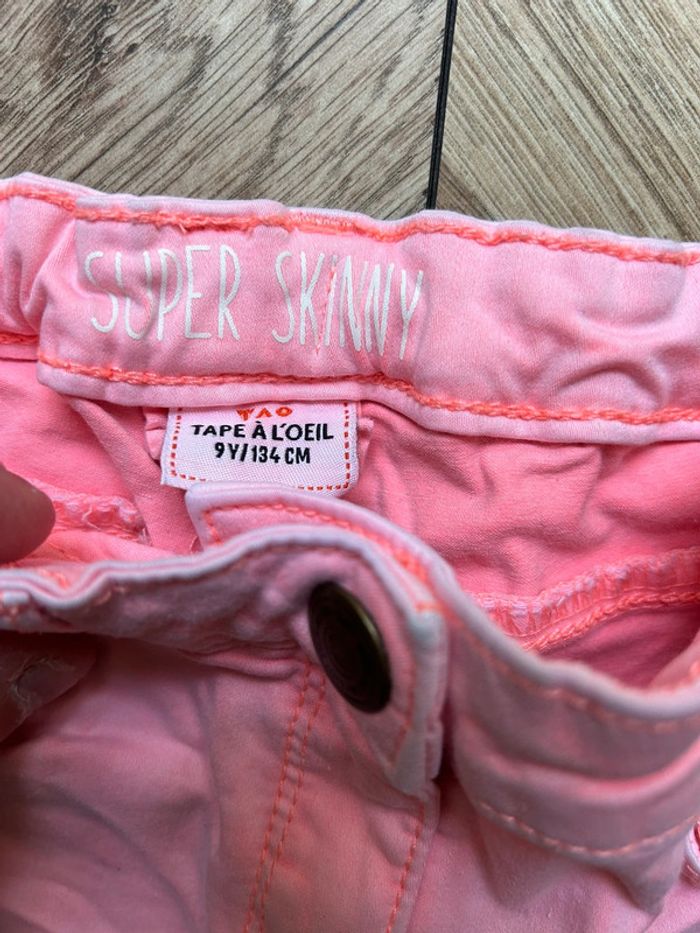 SUPER SKINNY
TAO
TAPE À L'OEIL
9Y/134 CM